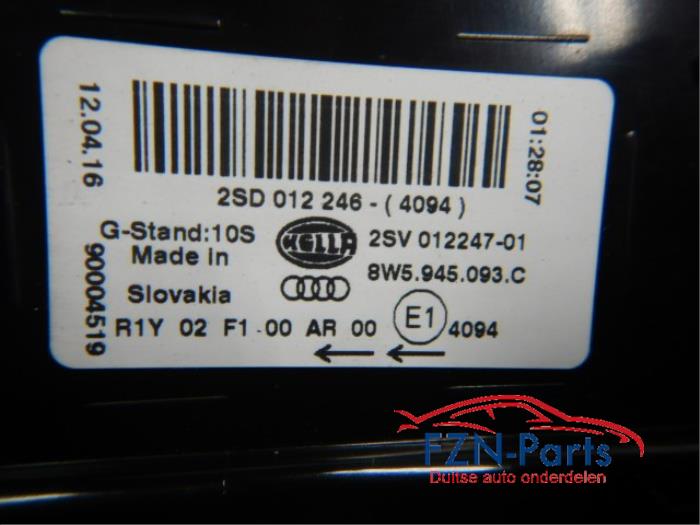 12.04.16
90004519
01:28:07
2SD 012 246-(4094)
G-Stand:10S
HELLA
2SV 012247-01
Made in
8W5.945.093.C
Slovakia
R1Y 02 F1-00 AR 00
E1
4094
FZN-Parts
Duitse auto onderdelen